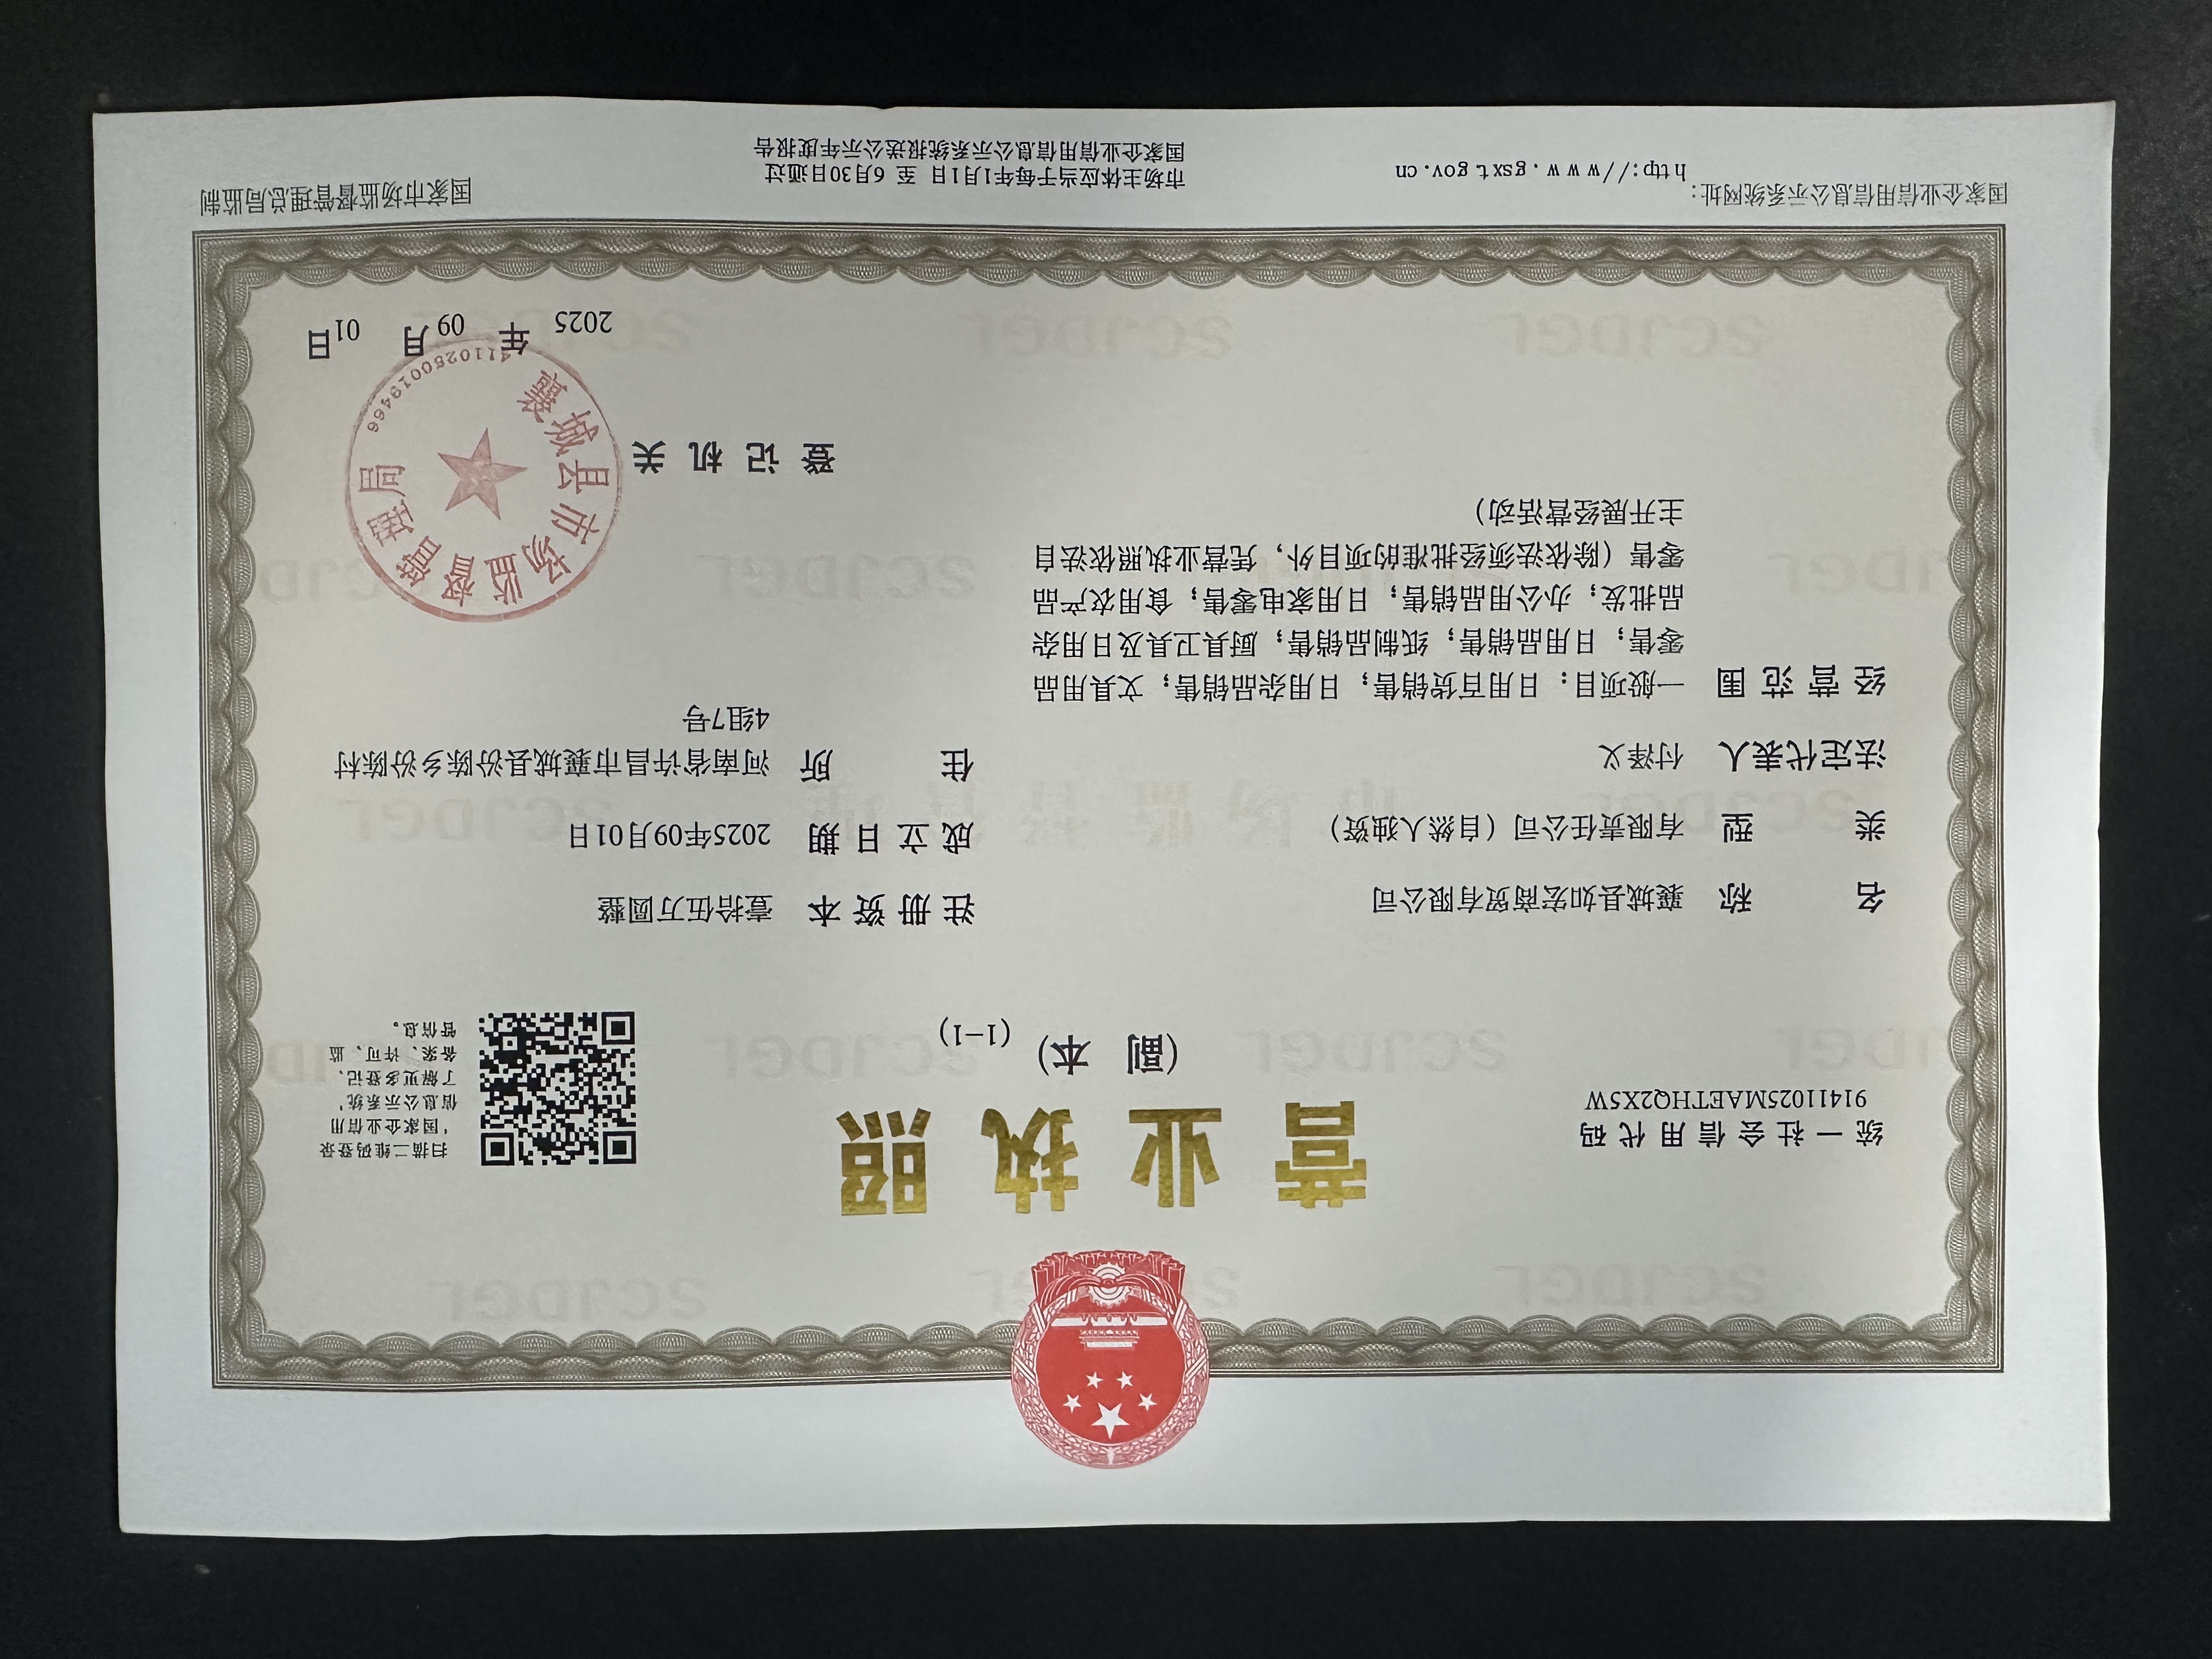 统一社会信用代码
91411025MAETHQ2X5W
营业执照
(副 本) (1-1)
扫描二维码登录
'国家企业信用
信息公示系统'
了解更多登记、
备案、许可、监
管信息。
名 称 襄城县如宏商贸有限公司
类 型 有限责任公司（自然人独资）
法定代表人 付泽义
经营范围 一般项目：日用百货销售；日用杂品销售；文具用品
零售；日用品销售；纸制品销售；厨具卫具及日用杂
品批发；办公用品销售；日用家电零售；食用农产品
零售（除依法须经批准的项目外，凭营业执照依法自
主开展经营活动）
注册资本 壹拾伍万圆整
成立日期 2025年09月01日
住 所 河南省许昌市襄城县汾陈乡汾陈村
4组7号
登记机关
襄城县市场监督管理局
4110250019466
2025 年 09 月 01 日
国家企业信用信息公示系统网址：
http://www.gsxt.gov.cn
市场主体应当于每年1月1日 至 6月30日通过
国家企业信用信息公示系统报送公示年度报告
国家市场监督管理总局监制
SCJDGL
市场监督管理